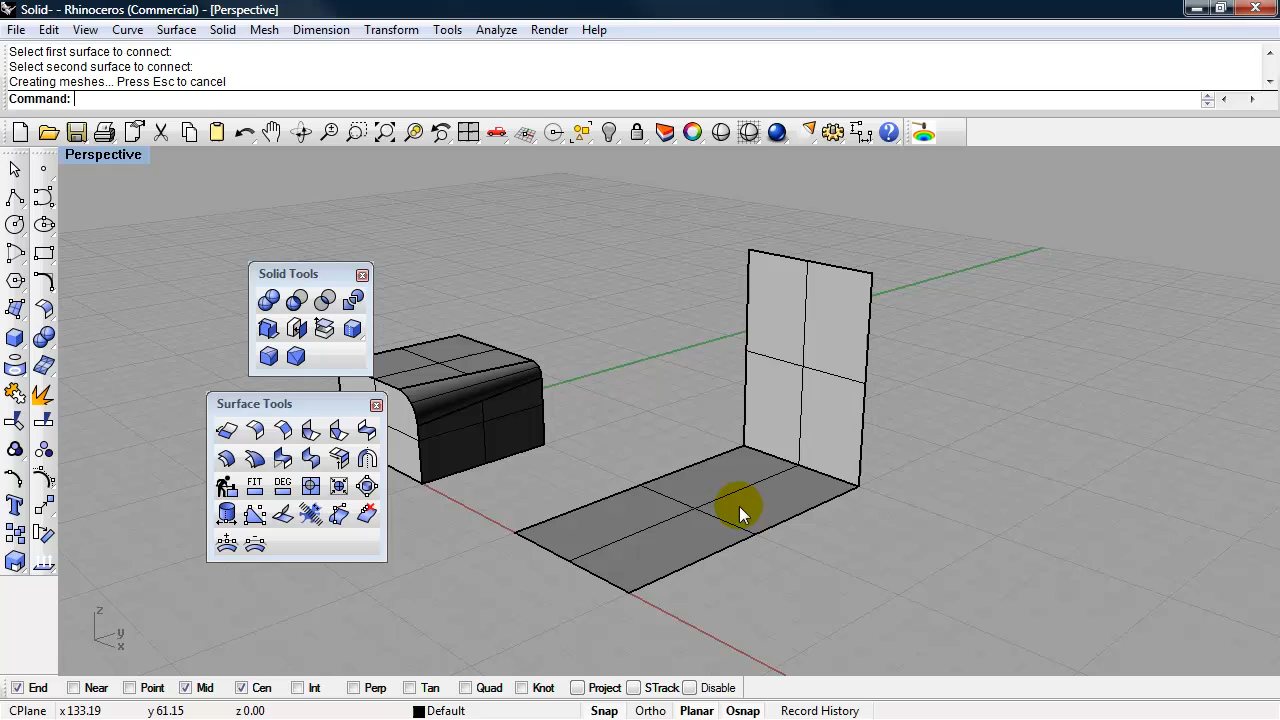 Solid- - Rhinoceros (Commercial) - [Perspective]
File Edit View Curve Surface Solid Mesh Dimension Transform Tools Analyze Render Help
Select first surface to connect:
Select second surface to connect:
Creating meshes... Press Esc to cancel
Command:
Perspective
Solid Tools
Surface Tools
FIT DEG
z
y
x
End Near Point Mid Cen Int Perp Tan Quad Knot Project STrack Disable
CPlane x 133.19 y 61.15 z 0.00 Default Snap Ortho Planar Osnap Record History